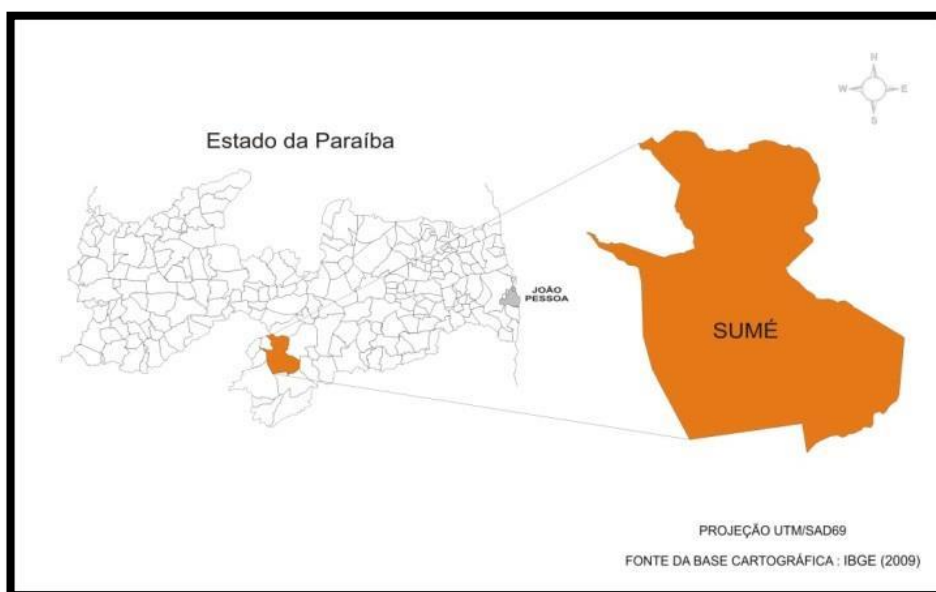 N
W E
S
Estado da Paraíba
JOÃO
PESSOA
SUMÉ
PROJEÇÃO UTM/SAD69
FONTE DA BASE CARTOGRÁFICA : IBGE (2009)